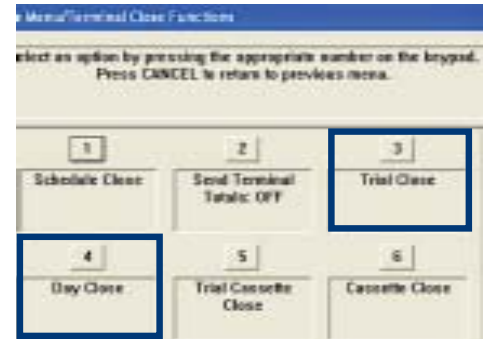 Menu/Terminal Close Functions
elect an option by pressing the appropriate number on the keypad.
Press CANCEL to return to previous menu.
1
2
3
Schedule Close
Send Terminal
Totals: OFF
Trial Close
4
5
6
Day Close
Trial Cassette
Close
Cassette Close